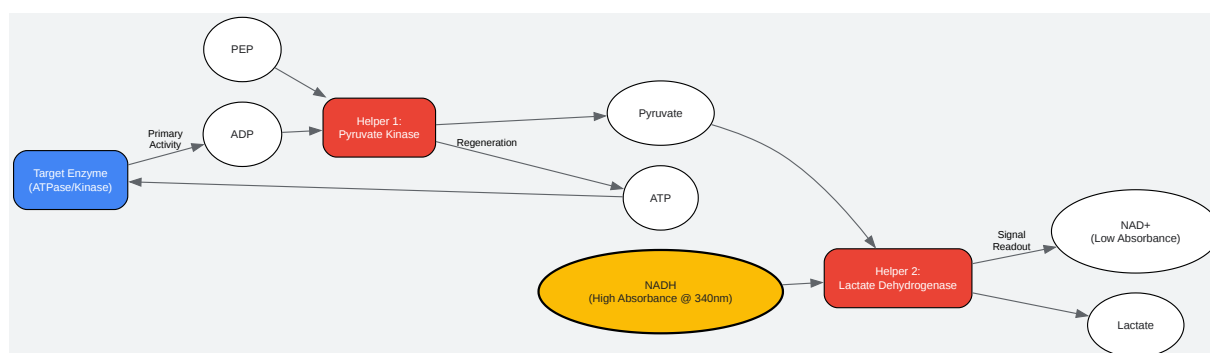 PEP
Primary
Activity
ADP
Target Enzyme
(ATPase/Kinase)
Helper 1:
Pyruvate Kinase
Regeneration
Pyruvate
ATP
NADH
(High Absorbance @ 340nm)
Helper 2:
Lactate Dehydrogenase
Signal
Readout
NAD+
(Low Absorbance)
Lactate